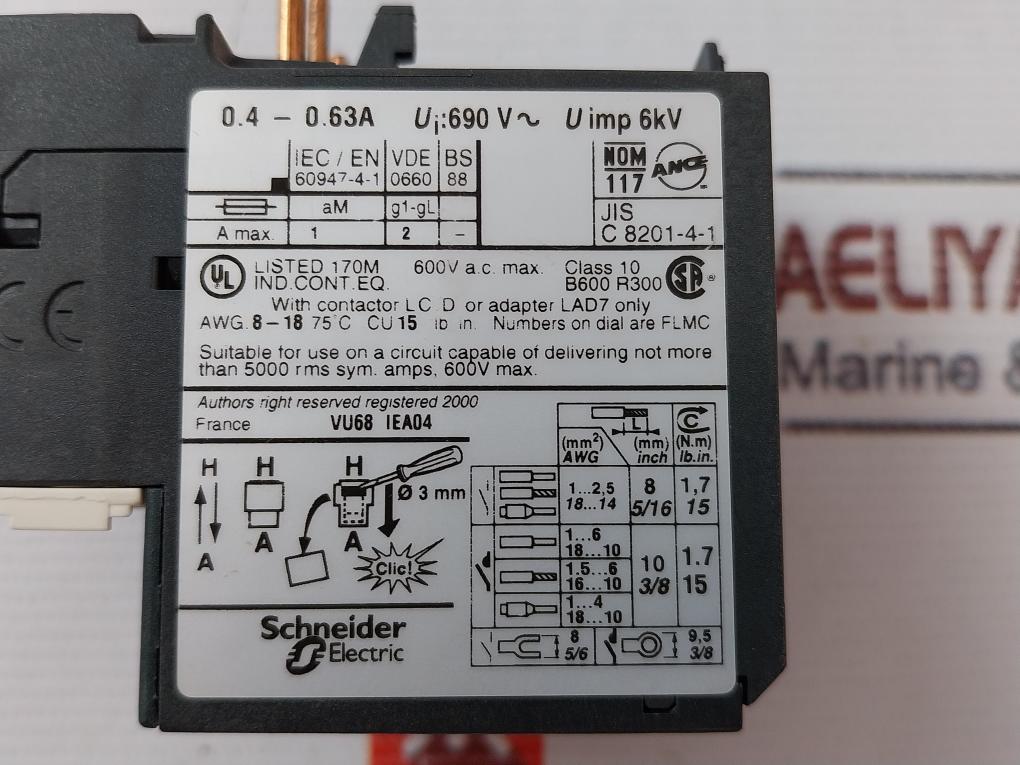 0.4 – 0.63A Ui:690 V~ U imp 6kV
IEC / EN VDE BS
60947-4-1 0660 88
aM g1-gL
A max. 1 2 –
NOM
117
ANCE
JIS
C 8201-4-1
UL LISTED 170M 600V a.c. max. Class 10
IND.CONT.EQ. B600 R300
With contactor LC D or adapter LAD7 only
AWG. 8–18 75°C CU 15 lb in. Numbers on dial are FLMC
Suitable for use on a circuit capable of delivering not more
than 5000 rms sym. amps, 600V max.
Authors right reserved registered 2000
France VU68 IEA04
H H H
Ø 3 mm
A A A
Clic!
Schneider
Electric
L C
(mm²) (mm) (N.m)
AWG inch lb.in.
1...2,5 8 1,7
18...14 5/16 15
1...6
18...10
1.5...6 10 1.7
16...10 3/8 15
1...4
18...10
8 9,5
5/6 3/8
CE
AELIYA
Marine &